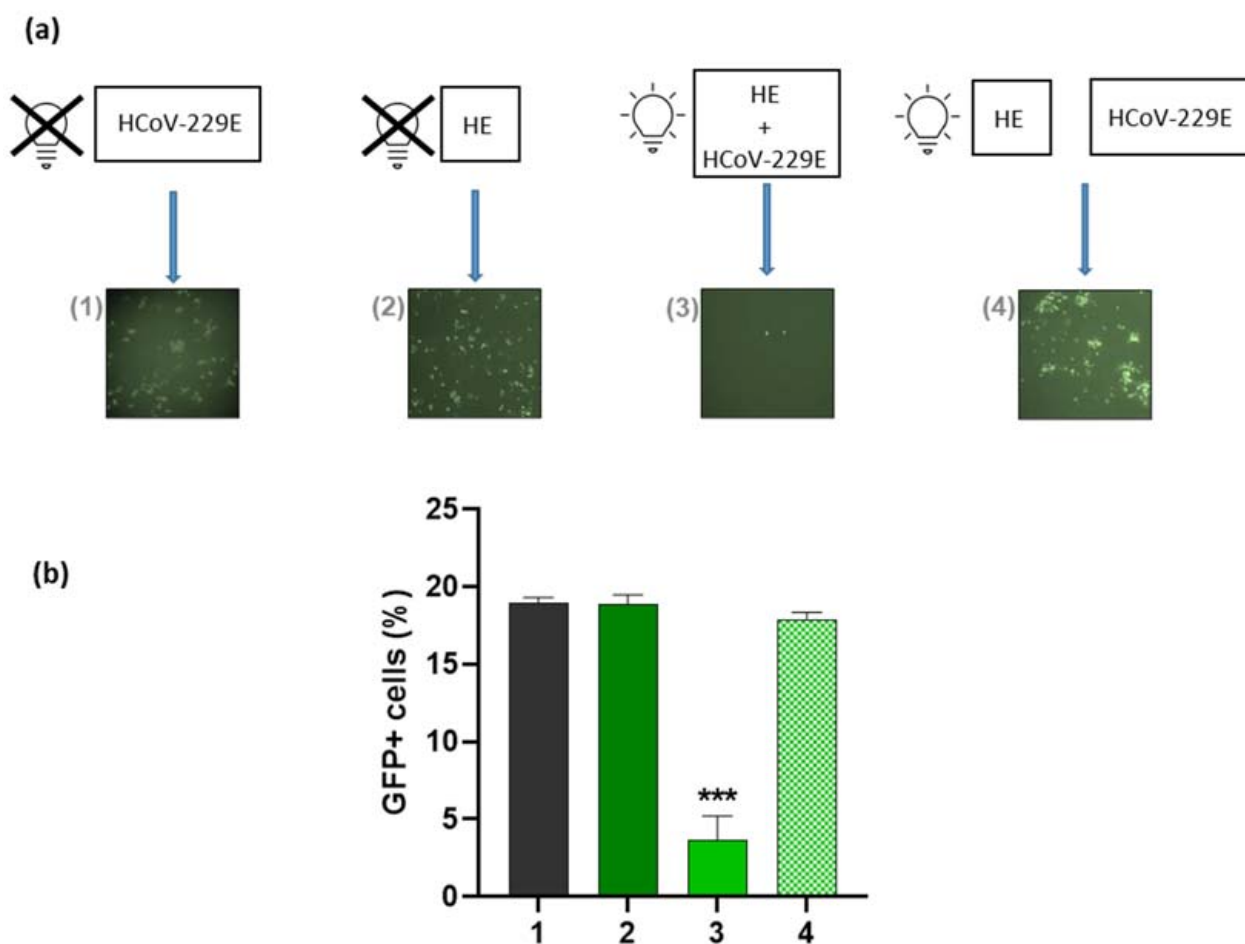 (a)
HCoV-229E
HE
HE
+
HCoV-229E
HE
HCoV-229E
(1)
(2)
(3)
(4)
(b)
GFP+ cells (%)
25
20
15
10
5
0
***
1
2
3
4